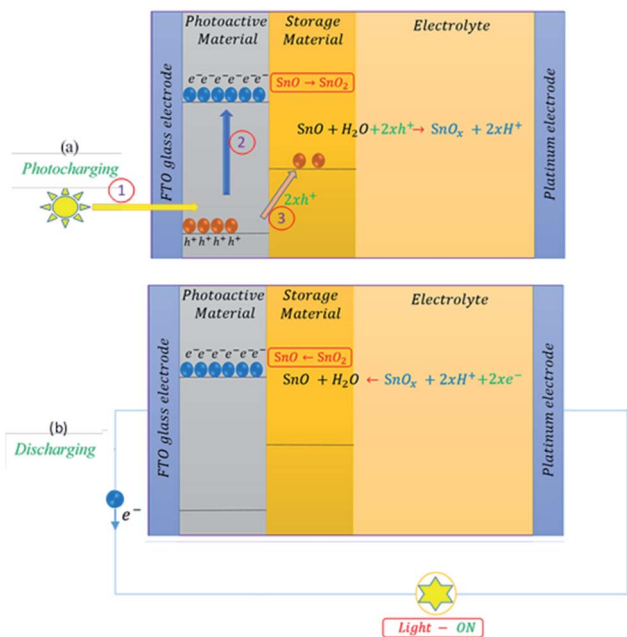 Photoactive
Material
Storage
Material
Electrolyte
e⁻e⁻e⁻e⁻e⁻e⁻
SnO → SnO₂
SnO + H₂O+2xh⁺→ SnOₓ + 2xH⁺
(a)
Photocharging
1
2
2xh⁺
3
h⁺h⁺h⁺h⁺
FTO glass electrode
Platinum electrode
Photoactive
Material
Storage
Material
Electrolyte
e⁻e⁻e⁻e⁻e⁻e⁻
SnO ← SnO₂
SnO + H₂O ← SnOₓ + 2xH⁺+2xe⁻
(b)
Discharging
FTO glass electrode
Platinum electrode
e⁻
Light − ON